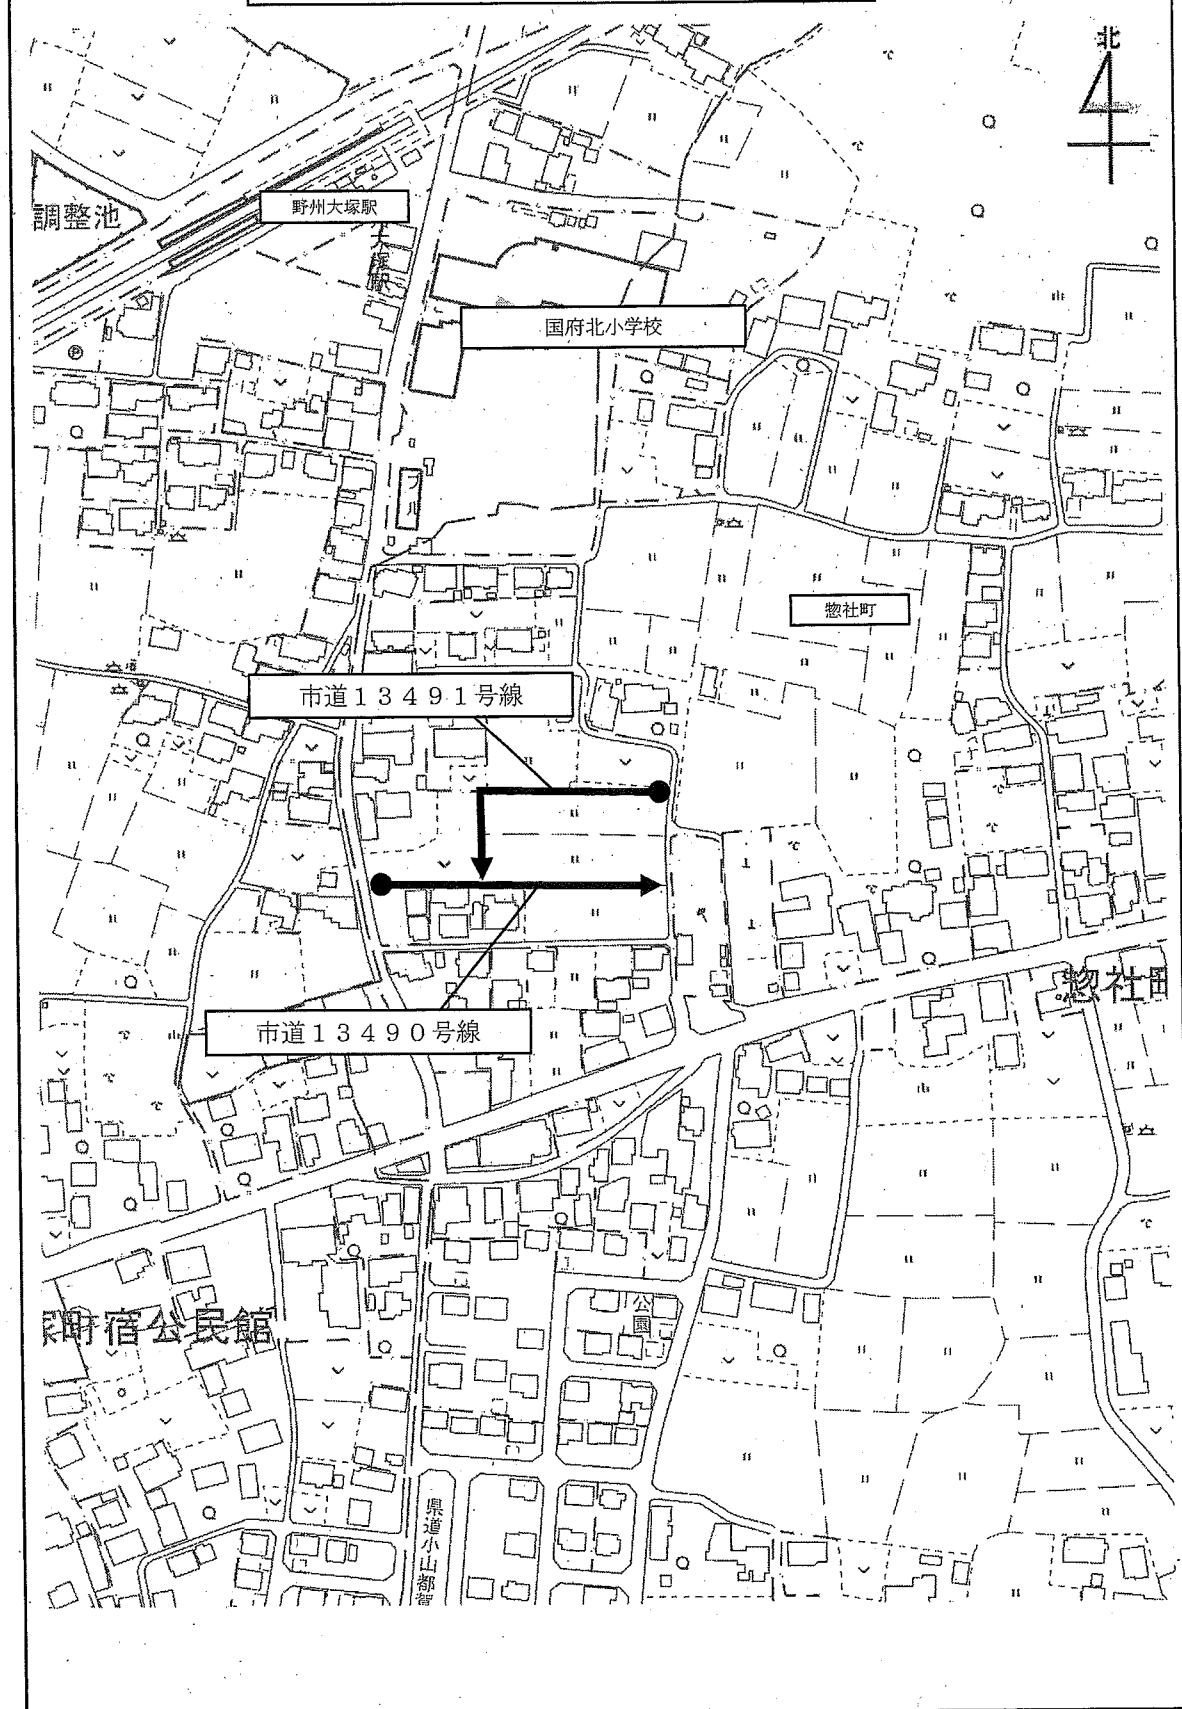 北
調整池
野州大塚駅
国府北小学校
プール
惣社町
市道１３４９１号線
惣社町
市道１３４９０号線
町宿公民館
公園
県道小山都賀